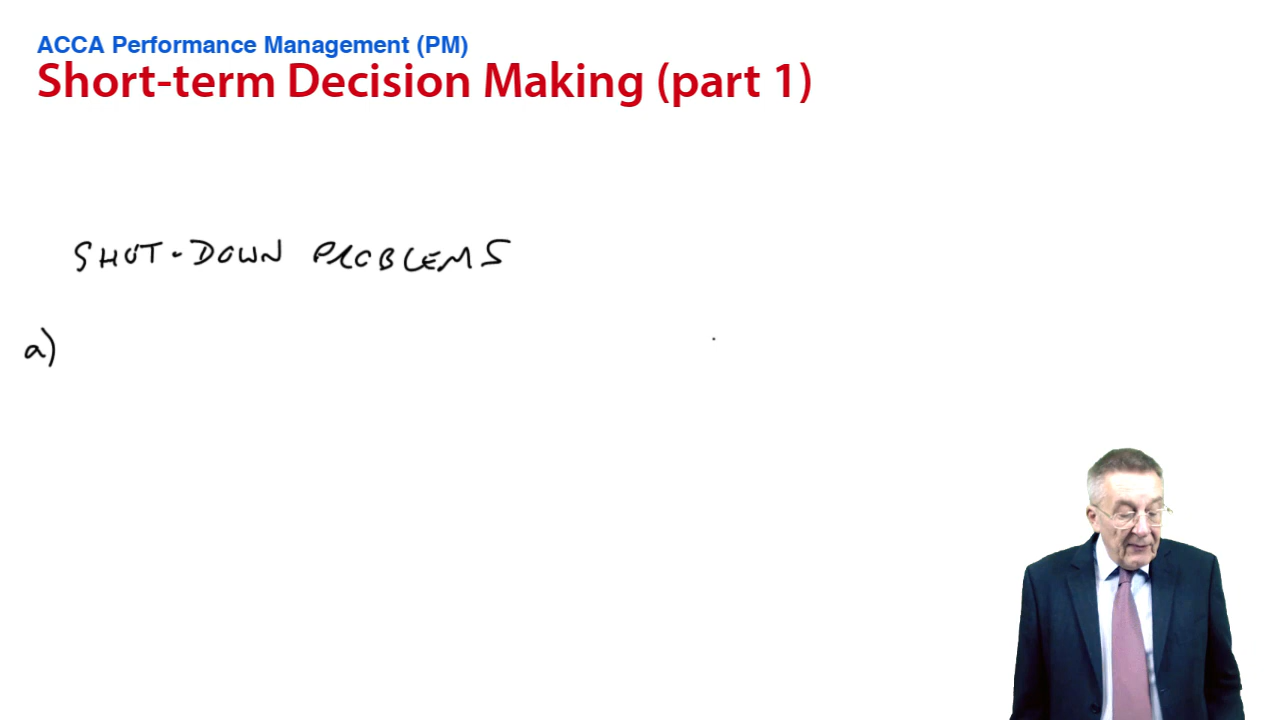 ACCA Performance Management (PM)
Short-term Decision Making (part 1)
SHUT-DOWN PROBLEMS
a)